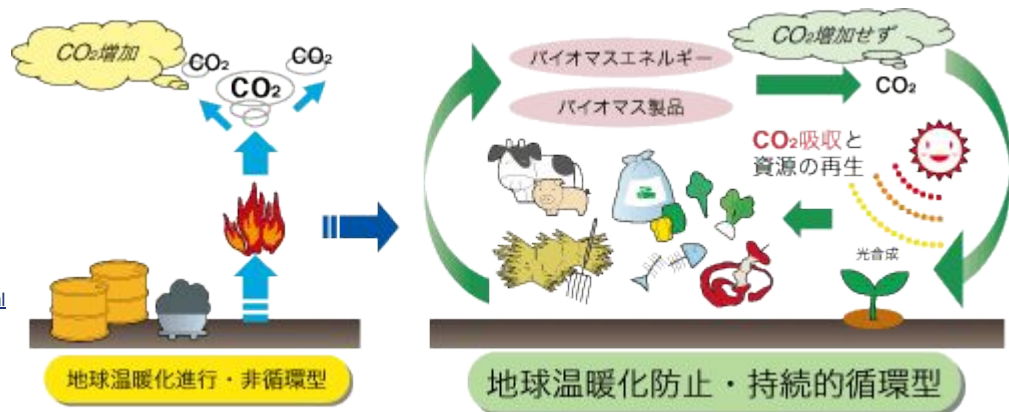 CO₂増加
CO₂
CO₂
CO₂
地球温暖化進行・非循環型
バイオマスエネルギー
バイオマス製品
CO₂増加せず
CO₂
CO₂吸収と
資源の再生
光合成
地球温暖化防止・持続的循環型